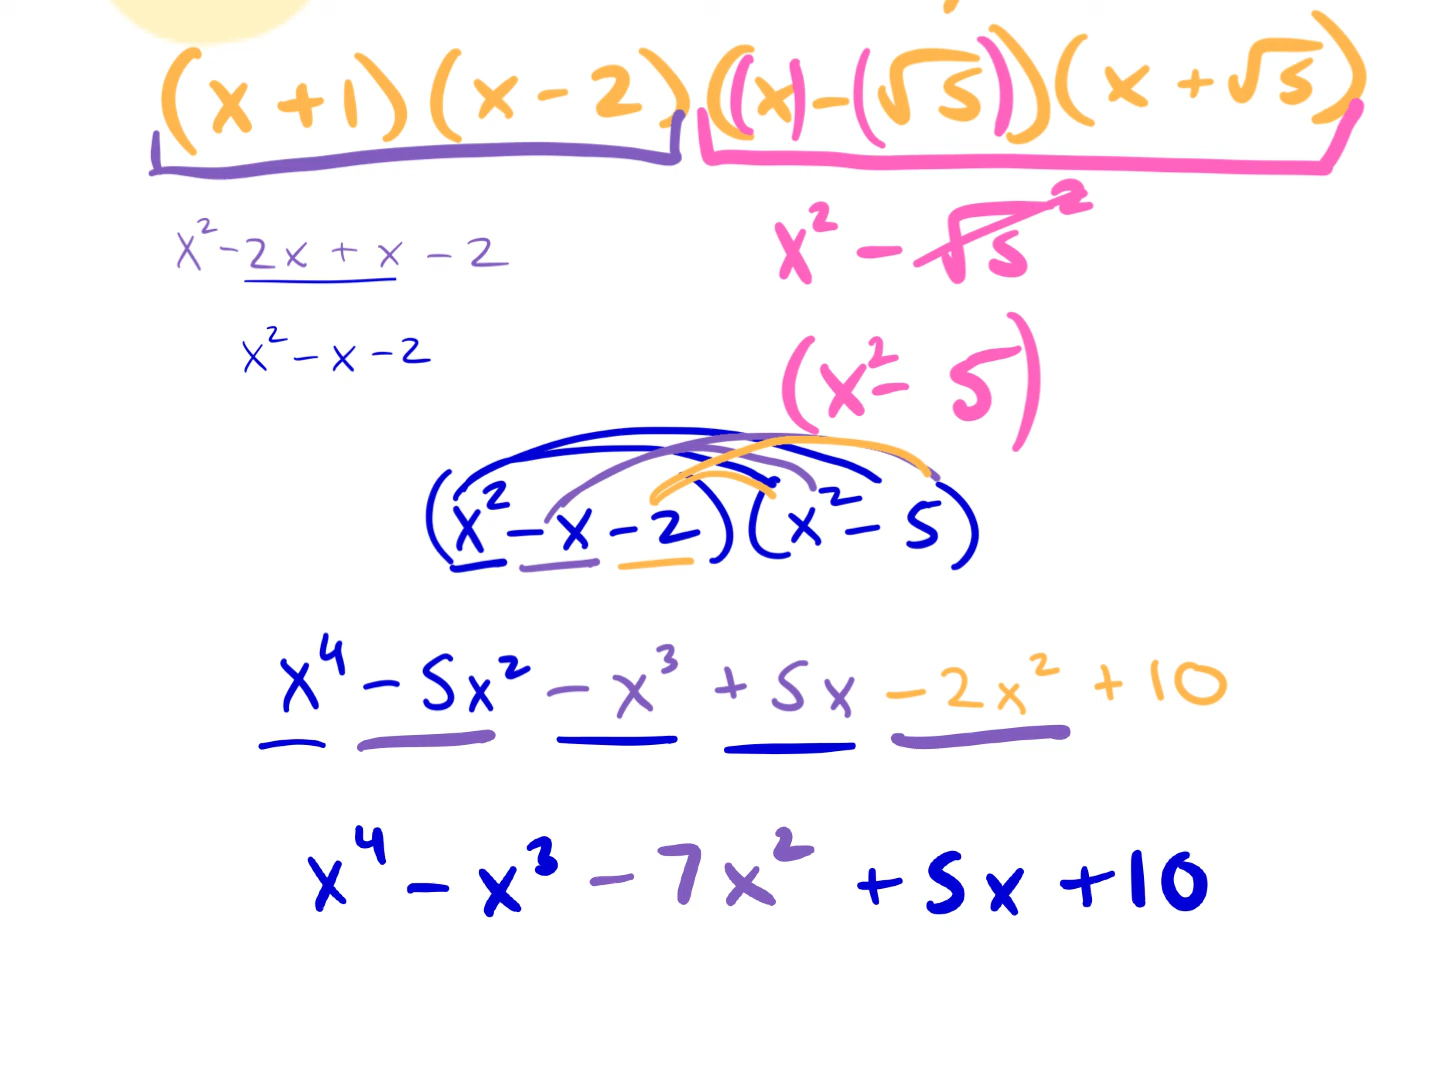 (x + 1)(x - 2)((x) - (√5))(x + √5)
x² - 2x + x - 2
x² - √5²
x² - x - 2
(x² - 5)
(x² - x - 2)(x² - 5)
x⁴ - 5x² - x³ + 5x - 2x² + 10
x⁴ - x³ - 7x² + 5x + 10